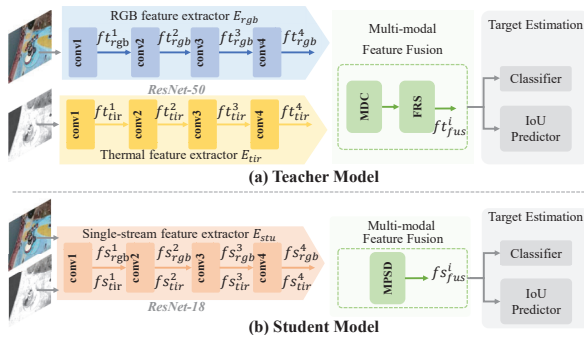 RGB feature extractor E_rgb
conv1
ft^1_rgb
conv2
ft^2_rgb
conv3
ft^3_rgb
conv4
ft^4_rgb
ResNet-50
conv1
ft^1_tir
conv2
ft^2_tir
conv3
ft^3_tir
conv4
ft^4_tir
Thermal feature extractor E_tir
Multi-modal
Feature Fusion
MDC
FRS
ft^i_fus
Target Estimation
Classifier
IoU
Predictor
(a) Teacher Model
Single-stream feature extractor E_stu
conv1
fs^1_rgb
fs^1_tir
conv2
fs^2_rgb
fs^2_tir
conv3
fs^3_rgb
fs^3_tir
conv4
fs^4_rgb
fs^4_tir
ResNet-18
Multi-modal
Feature Fusion
MPSD
fs^i_fus
Target Estimation
Classifier
IoU
Predictor
(b) Student Model